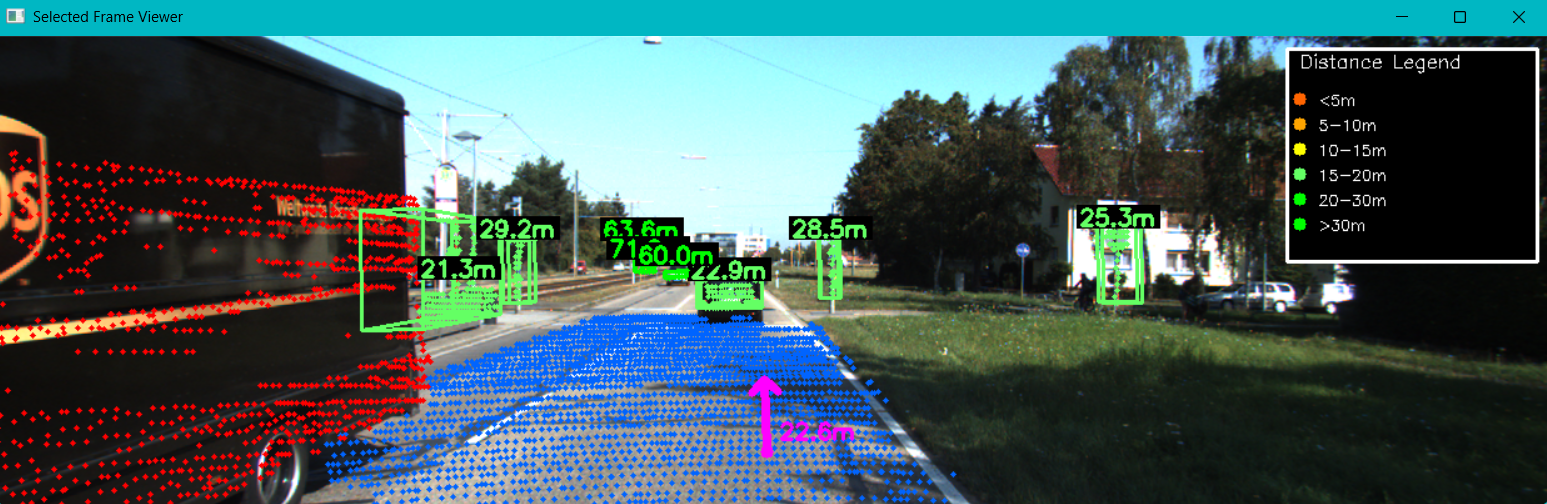 Selected Frame Viewer
Distance Legend
<5m
5-10m
10-15m
15-20m
20-30m
>30m
29.2m
63.6m
28.5m
25.3m
71
60.0m
22.9m
21.3m
22.6m